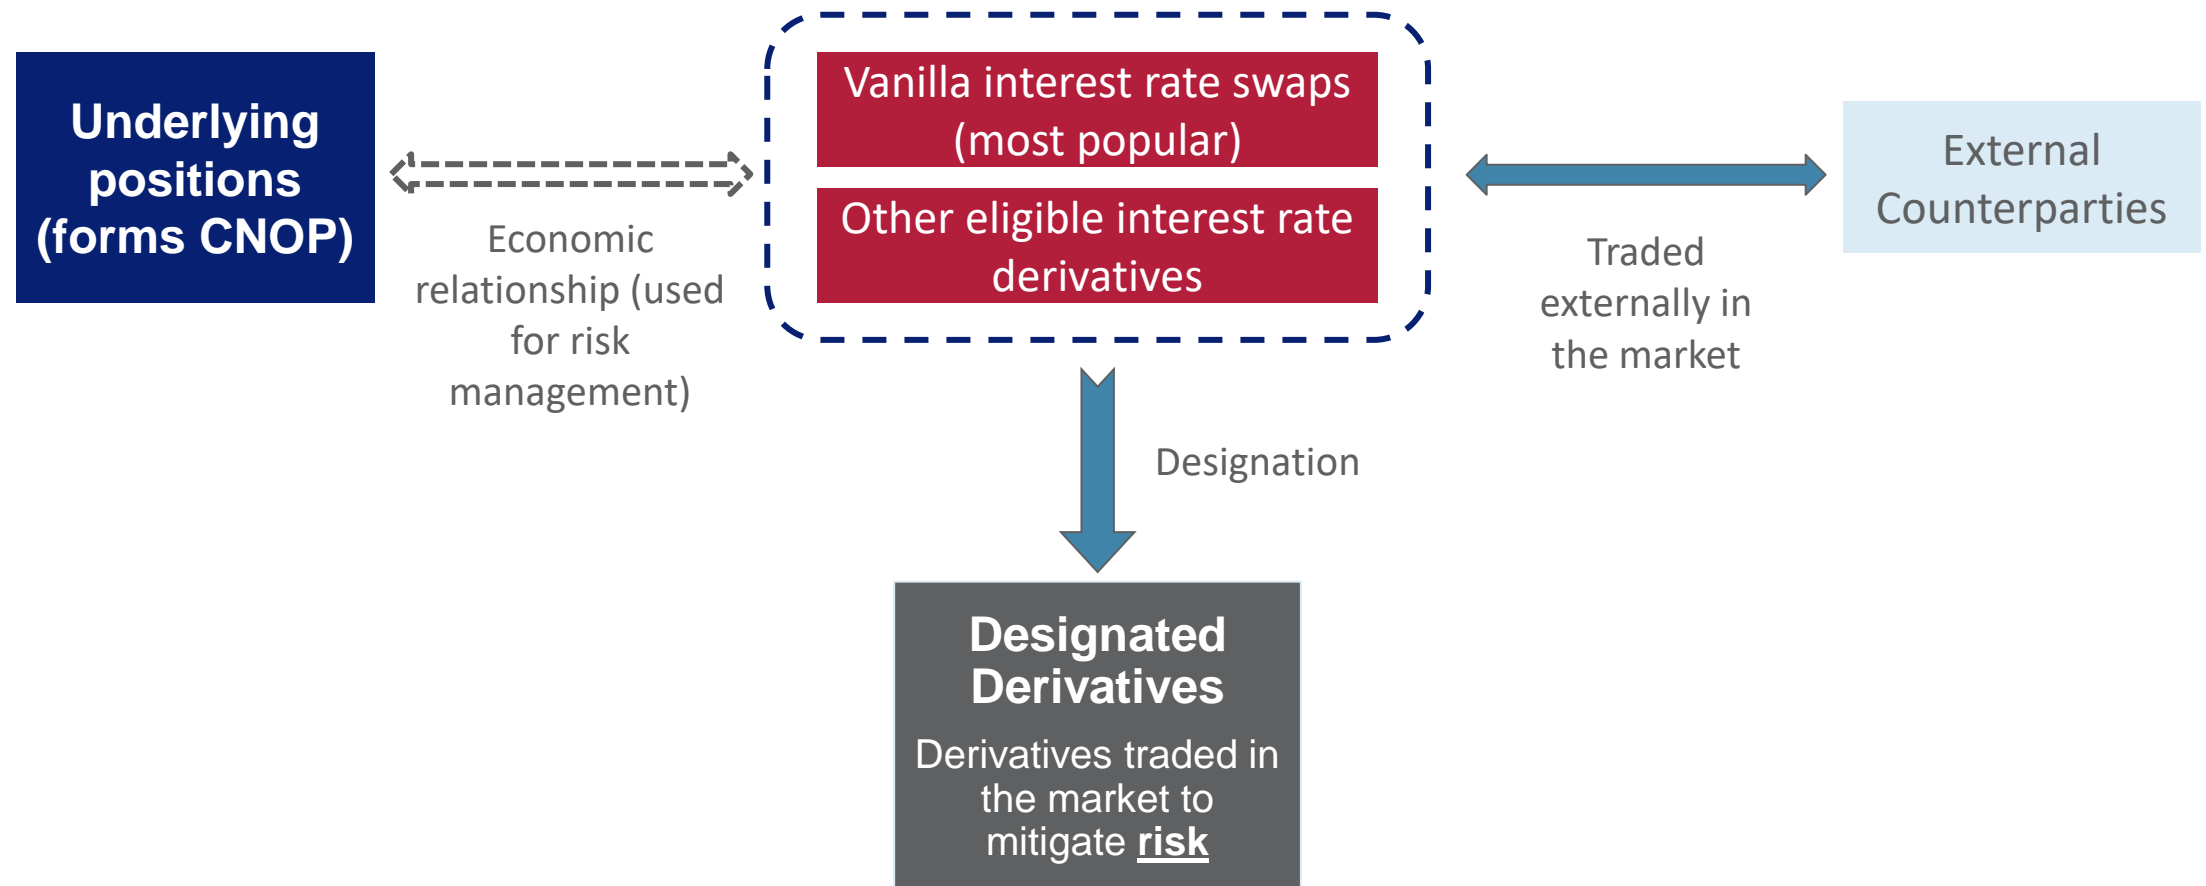 Underlying
positions
(forms CNOP)
Economic
relationship (used
for risk
management)
Vanilla interest rate swaps
(most popular)
Other eligible interest rate
derivatives
Traded
externally in
the market
External
Counterparties
Designation
Designated
Derivatives
Derivatives traded in
the market to
mitigate risk